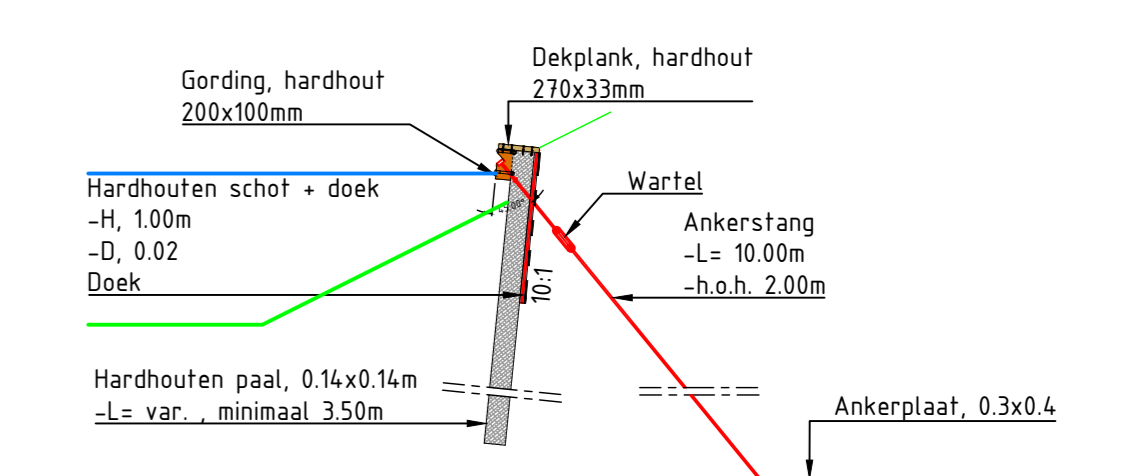 Dekplank, hardhout
270x33mm
Gording, hardhout
200x100mm
Wartel
Hardhouten schot + doek
-H, 1.00m
-D, 0.02
Doek
Ankerstang
-L= 10.00m
-h.o.h. 2.00m
10:1
Hardhouten paal, 0.14x0.14m
-L= var. , minimaal 3.50m
Ankerplaat, 0.3x0.4